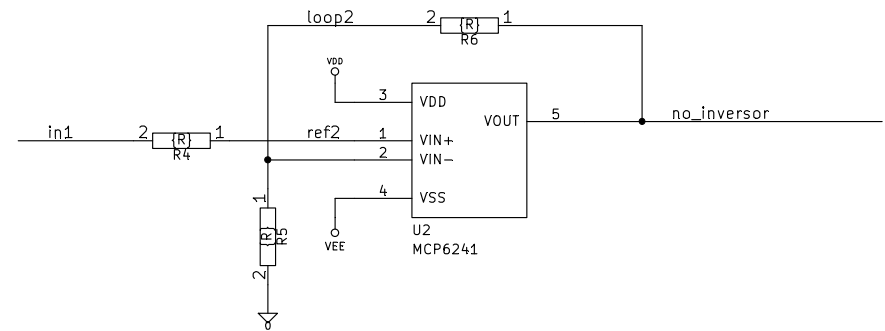 loop2
2 {R} 1
R6
VDD
3 VDD
VOUT 5 no_inversor
in1 2 {R} 1 ref2 1 VIN+
R4
2 VIN-
1
4 VSS
{R} R5
VEE
U2
MCP6241
2
0